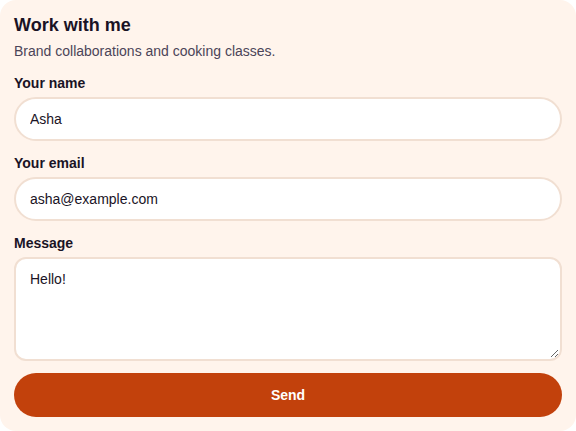 Work with me
Brand collaborations and cooking classes.
Your name
Asha
Your email
asha@example.com
Message
Hello!
Send